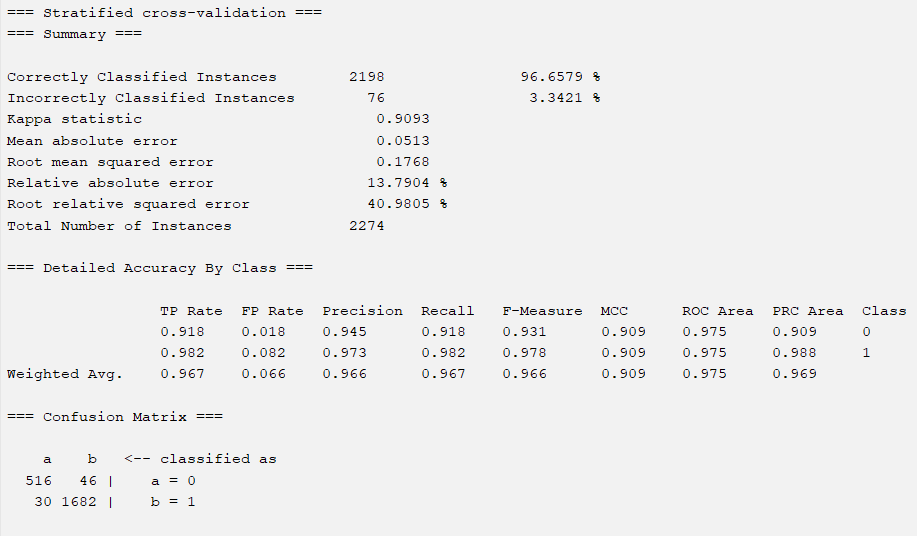 === Stratified cross-validation ===
=== Summary ===
Correctly Classified Instances 2198 96.6579 %
Incorrectly Classified Instances 76 3.3421 %
Kappa statistic 0.9093
Mean absolute error 0.0513
Root mean squared error 0.1768
Relative absolute error 13.7904 %
Root relative squared error 40.9805 %
Total Number of Instances 2274
=== Detailed Accuracy By Class ===
TP Rate FP Rate Precision Recall F-Measure MCC ROC Area PRC Area Class
0.918 0.018 0.945 0.918 0.931 0.909 0.975 0.909 0
0.982 0.082 0.973 0.982 0.978 0.909 0.975 0.988 1
Weighted Avg. 0.967 0.066 0.966 0.967 0.966 0.909 0.975 0.969
=== Confusion Matrix ===
a b <-- classified as
516 46 | a = 0
30 1682 | b = 1